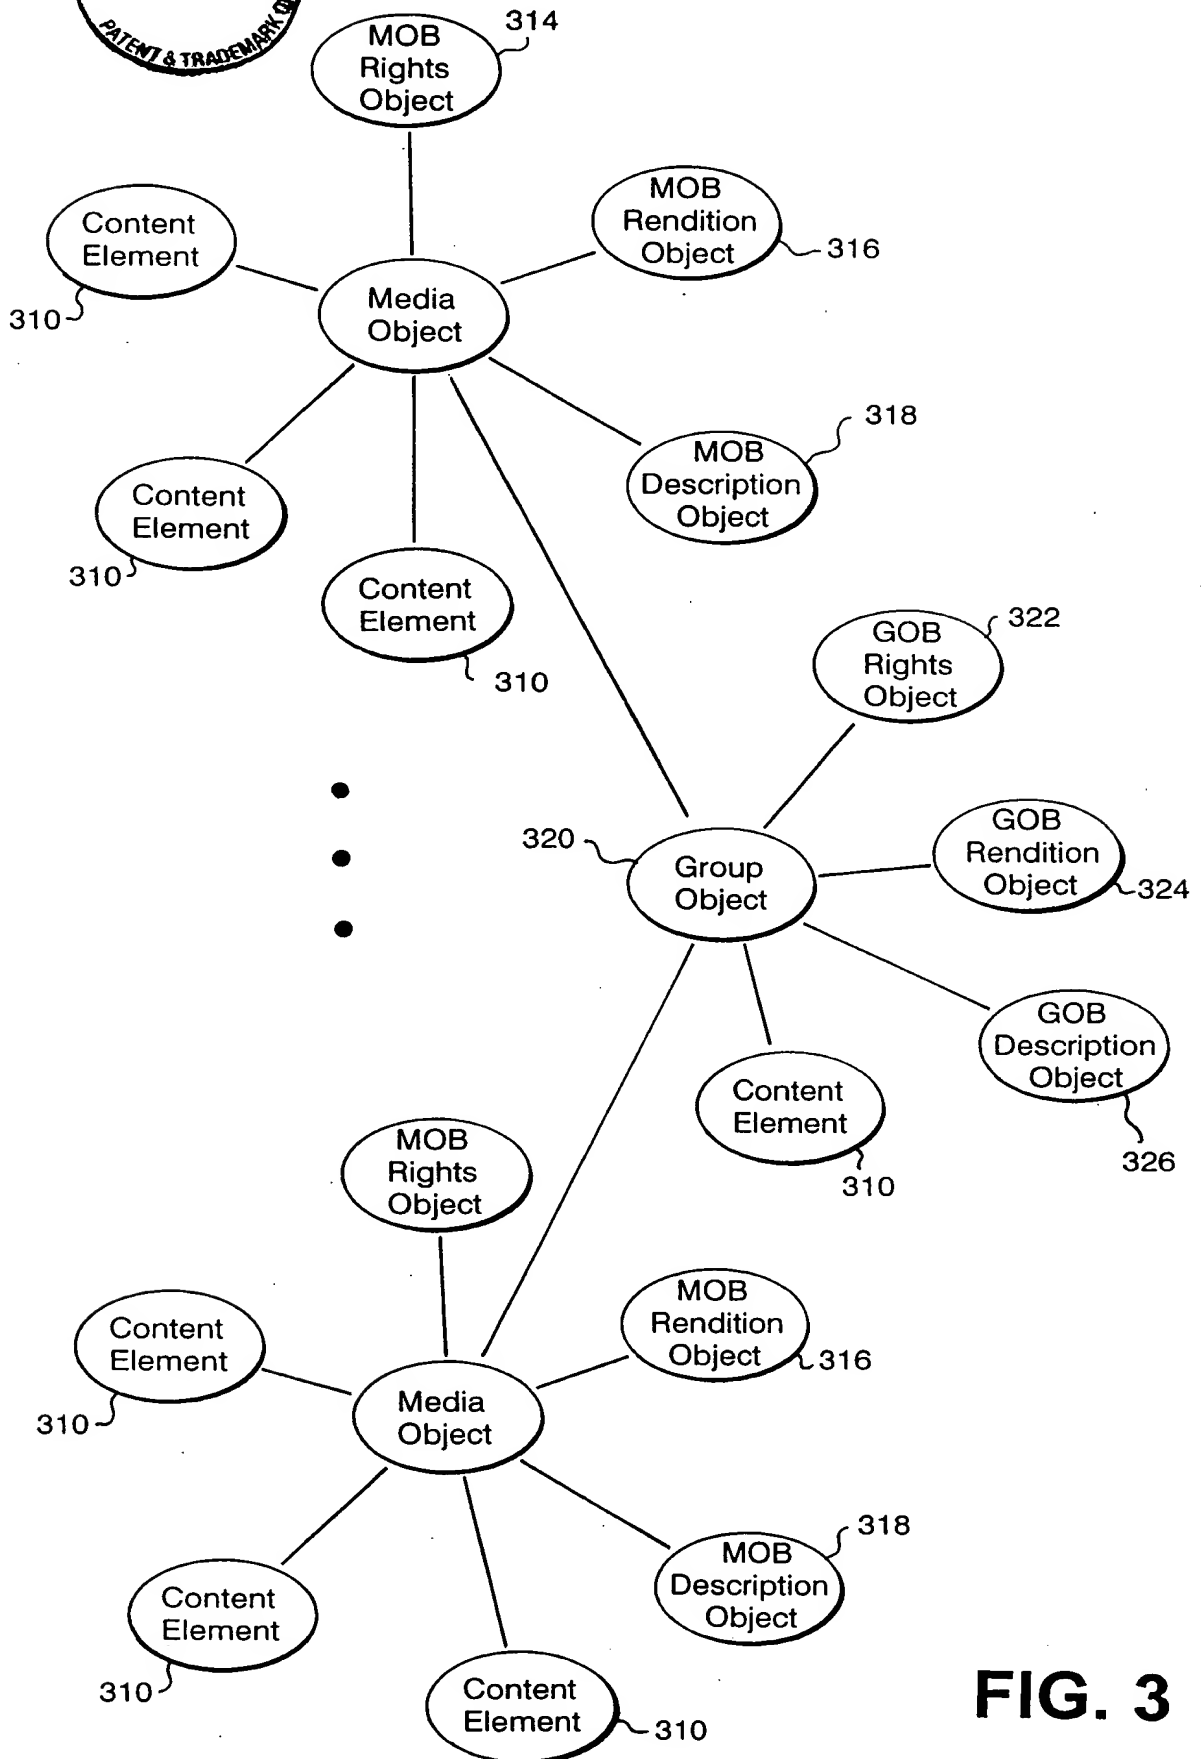 PATENT & TRADEMARK
MOB
Rights
Object
314
MOB
Rendition
Object
316
Content
Element
310
Media
Object
318
MOB
Description
Object
Content
Element
310
Content
Element
310
GOB
Rights
Object
322
320
Group
Object
GOB
Rendition
Object
324
GOB
Description
Object
326
Content
Element
310
MOB
Rights
Object
MOB
Rendition
Object
316
Content
Element
310
Media
Object
318
MOB
Description
Object
Content
Element
310
Content
Element
310
FIG. 3